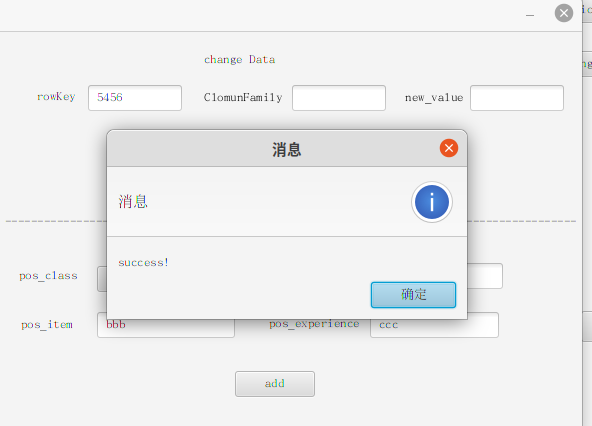 change Data
rowKey 5456 ClomunFamily new_value
消息
消息
success!
确定
pos_class
pos_item bbb pos_experience ccc
add